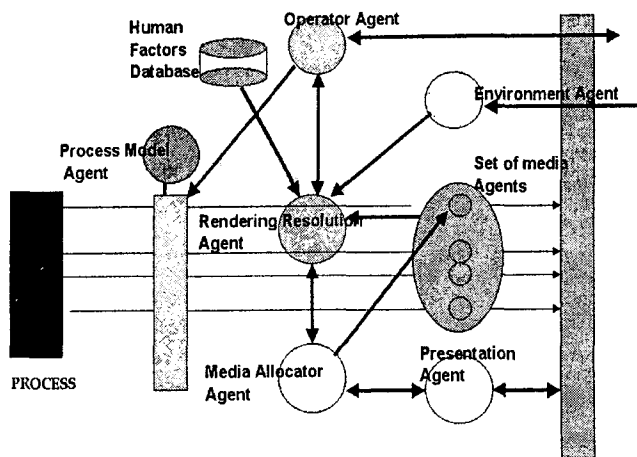 Human
Factors
Database
Operator Agent
Environment Agent
Process Model
Agent
Set of media
Agents
Rendering Resolution
Agent
PROCESS
Media Allocator
Agent
Presentation
Agent